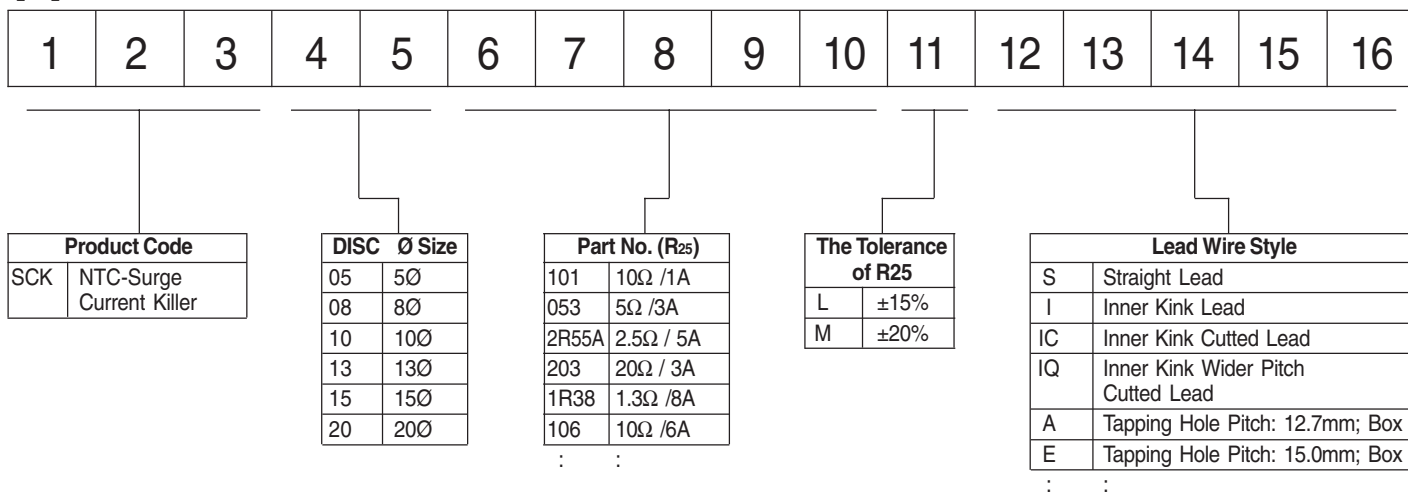 1 2 3 4 5 6 7 8 9 10 11 12 13 14 15 16
Product Code
SCK NTC-Surge
Current Killer
DISC Ø Size
05 5Ø
08 8Ø
10 10Ø
13 13Ø
15 15Ø
20 20Ø
Part No. (R25)
101 10Ω /1A
053 5Ω /3A
2R55A 2.5Ω / 5A
203 20Ω / 3A
1R38 1.3Ω /8A
106 10Ω /6A
: :
The Tolerance
of R25
L ±15%
M ±20%
Lead Wire Style
S Straight Lead
I Inner Kink Lead
IC Inner Kink Cutted Lead
IQ Inner Kink Wider Pitch
Cutted Lead
A Tapping Hole Pitch: 12.7mm; Box
E Tapping Hole Pitch: 15.0mm; Box
: :